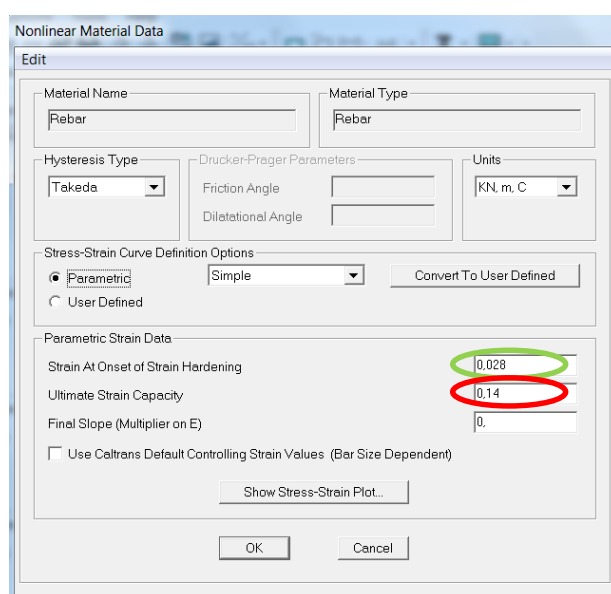 Nonlinear Material Data
Edit
Material Name
Rebar
Material Type
Rebar
Hysteresis Type
Takeda
Drucker-Prager Parameters
Friction Angle
Dilatational Angle
Units
KN, m, C
Stress-Strain Curve Definition Options
Parametric
Simple
Convert To User Defined
User Defined
Parametric Strain Data
Strain At Onset of Strain Hardening
0,028
Ultimate Strain Capacity
0,14
Final Slope (Multiplier on E)
0,
Use Caltrans Default Controlling Strain Values (Bar Size Dependent)
Show Stress-Strain Plot...
OK
Cancel